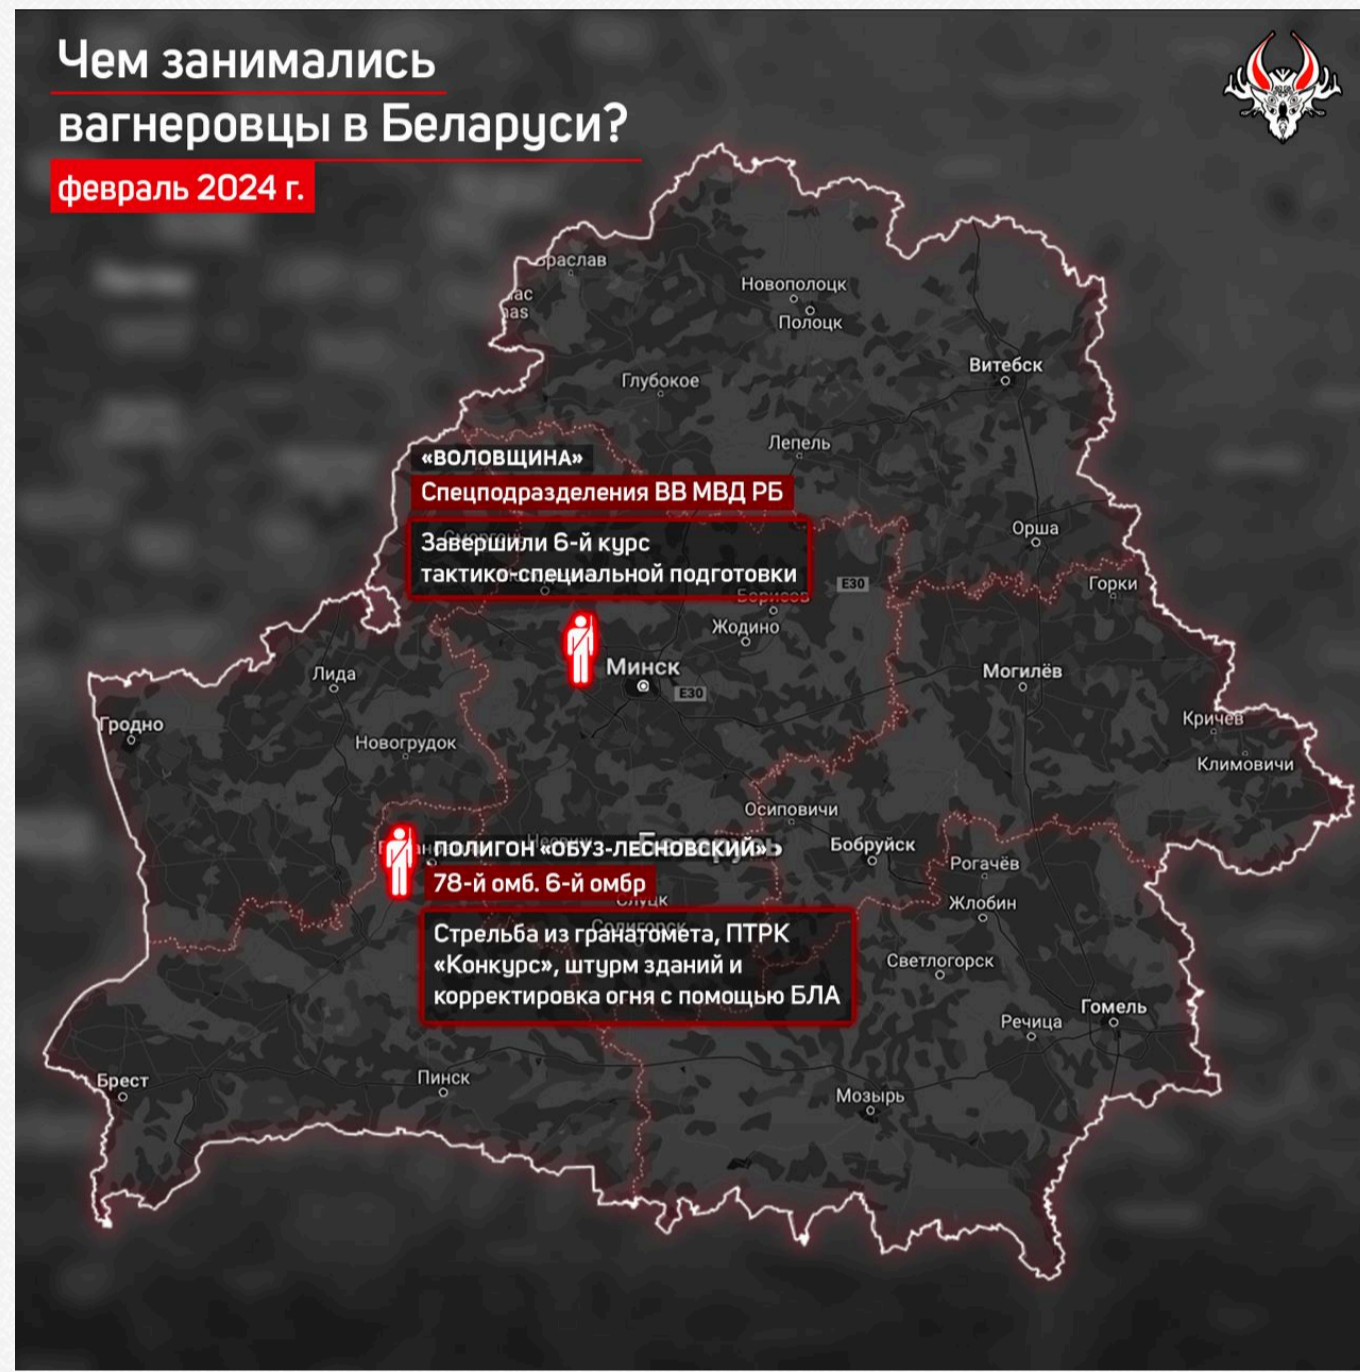 Чем занимались
вагнеровцы в Беларуси?
февраль 2024 г.
Новополоцк
Полоцк
Витебск
Глубокое
Лепель
«ВОЛОВЩИНА»
Спецподразделения ВВ МВД РБ
Завершили 6-й курс
тактико-специальной подготовки
Орша
E30
Горки
Борисов
Жодино
Минск
E30
Лида
Могилёв
Гродно
Новогрудок
Кричев
Климовичи
Осиповичи
Бобруйск
ПОЛИГОН «ОБУЗ-ЛЕСНОВСКИЙ»
78-й омб. 6-й омбр
Рогачёв
Слуцк
Жлобин
Солигорск
Стрельба из гранатомета, ПТРК
«Конкурс», штурм зданий и
корректировка огня с помощью БЛА
Светлогорск
Гомель
Речица
Брест
Пинск
Мозырь